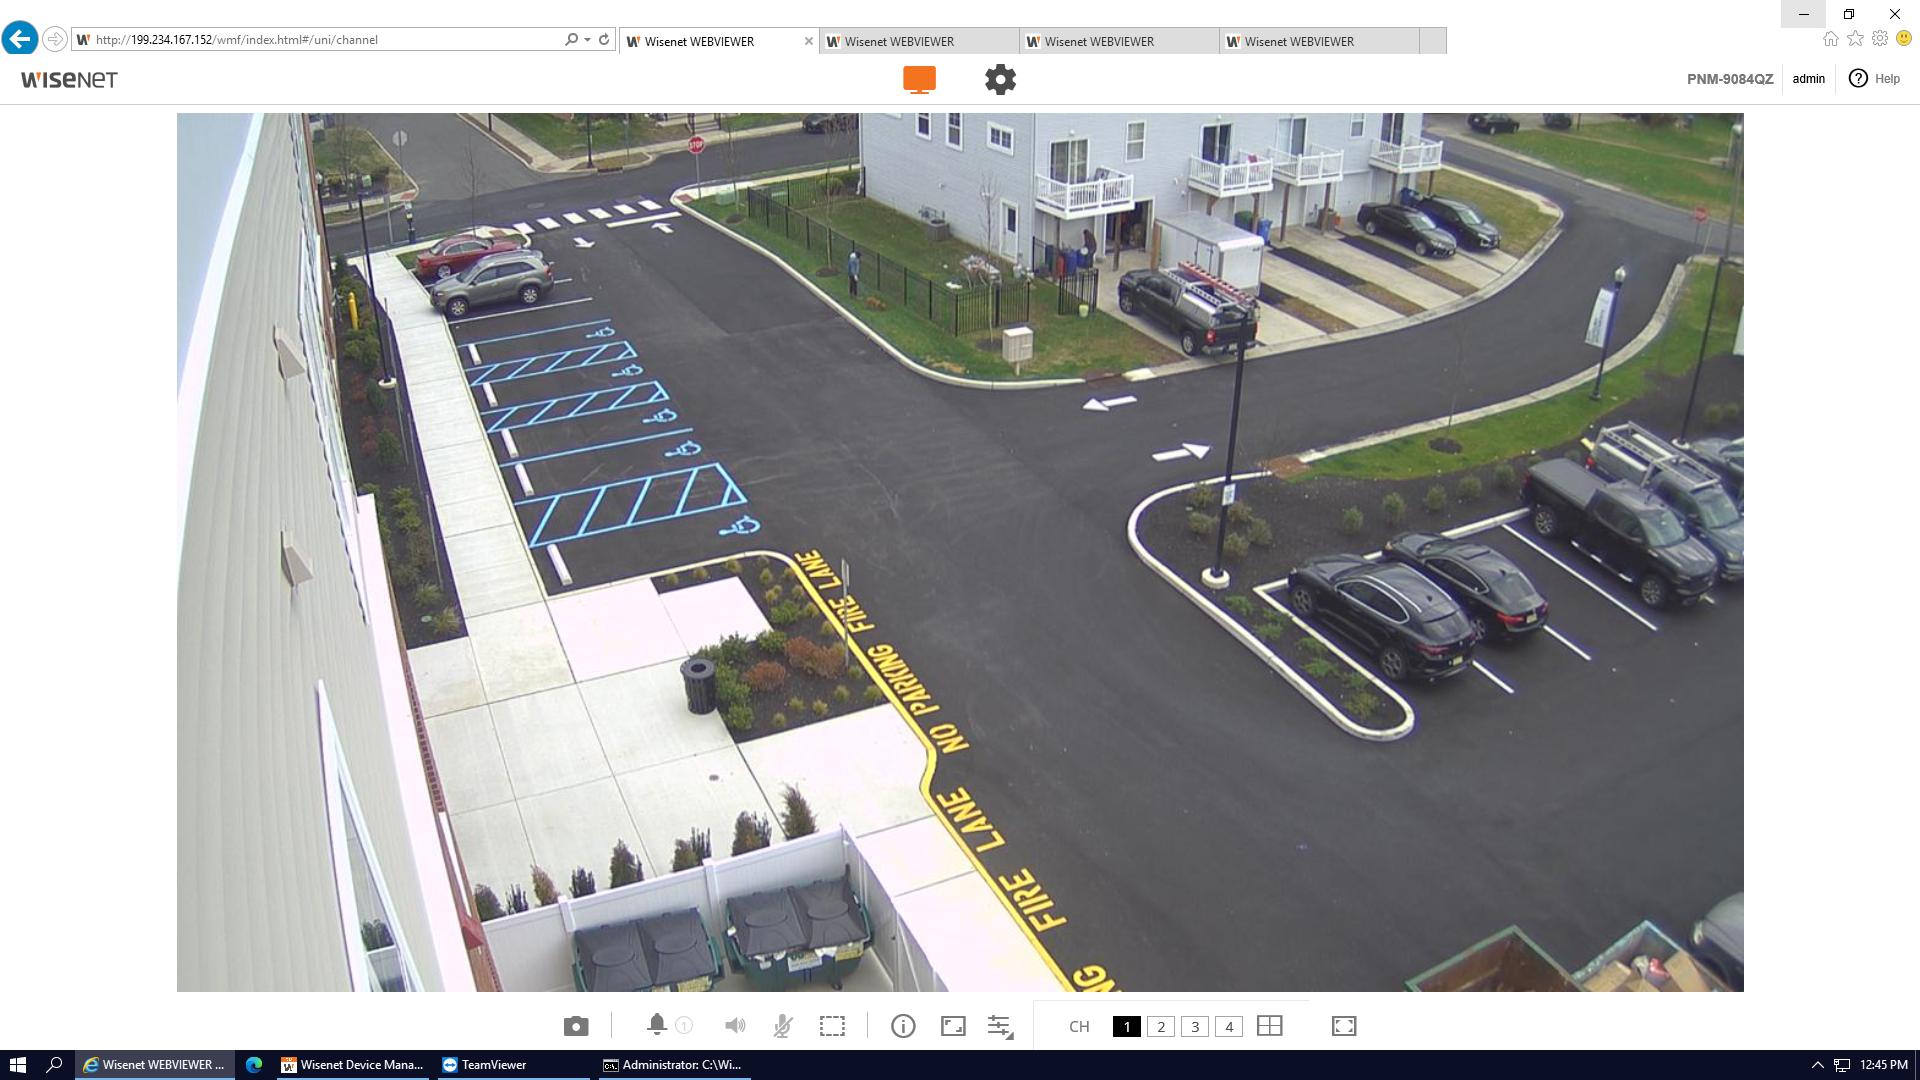 http://199.234.167.152/wmf/index.html#/uni/channel
Wisenet WEBVIEWER
Wisenet WEBVIEWER
Wisenet WEBVIEWER
Wisenet WEBVIEWER
WISENET
PNM-9084QZ
admin
? Help
STOP
FIRE LANE
NO PARKING
FIRE LANE
NG
1
CH
1
2
3
4
Wisenet WEBVIEWER ...
Wisenet Device Mana...
TeamViewer
Administrator: C:\Wi...
12:45 PM